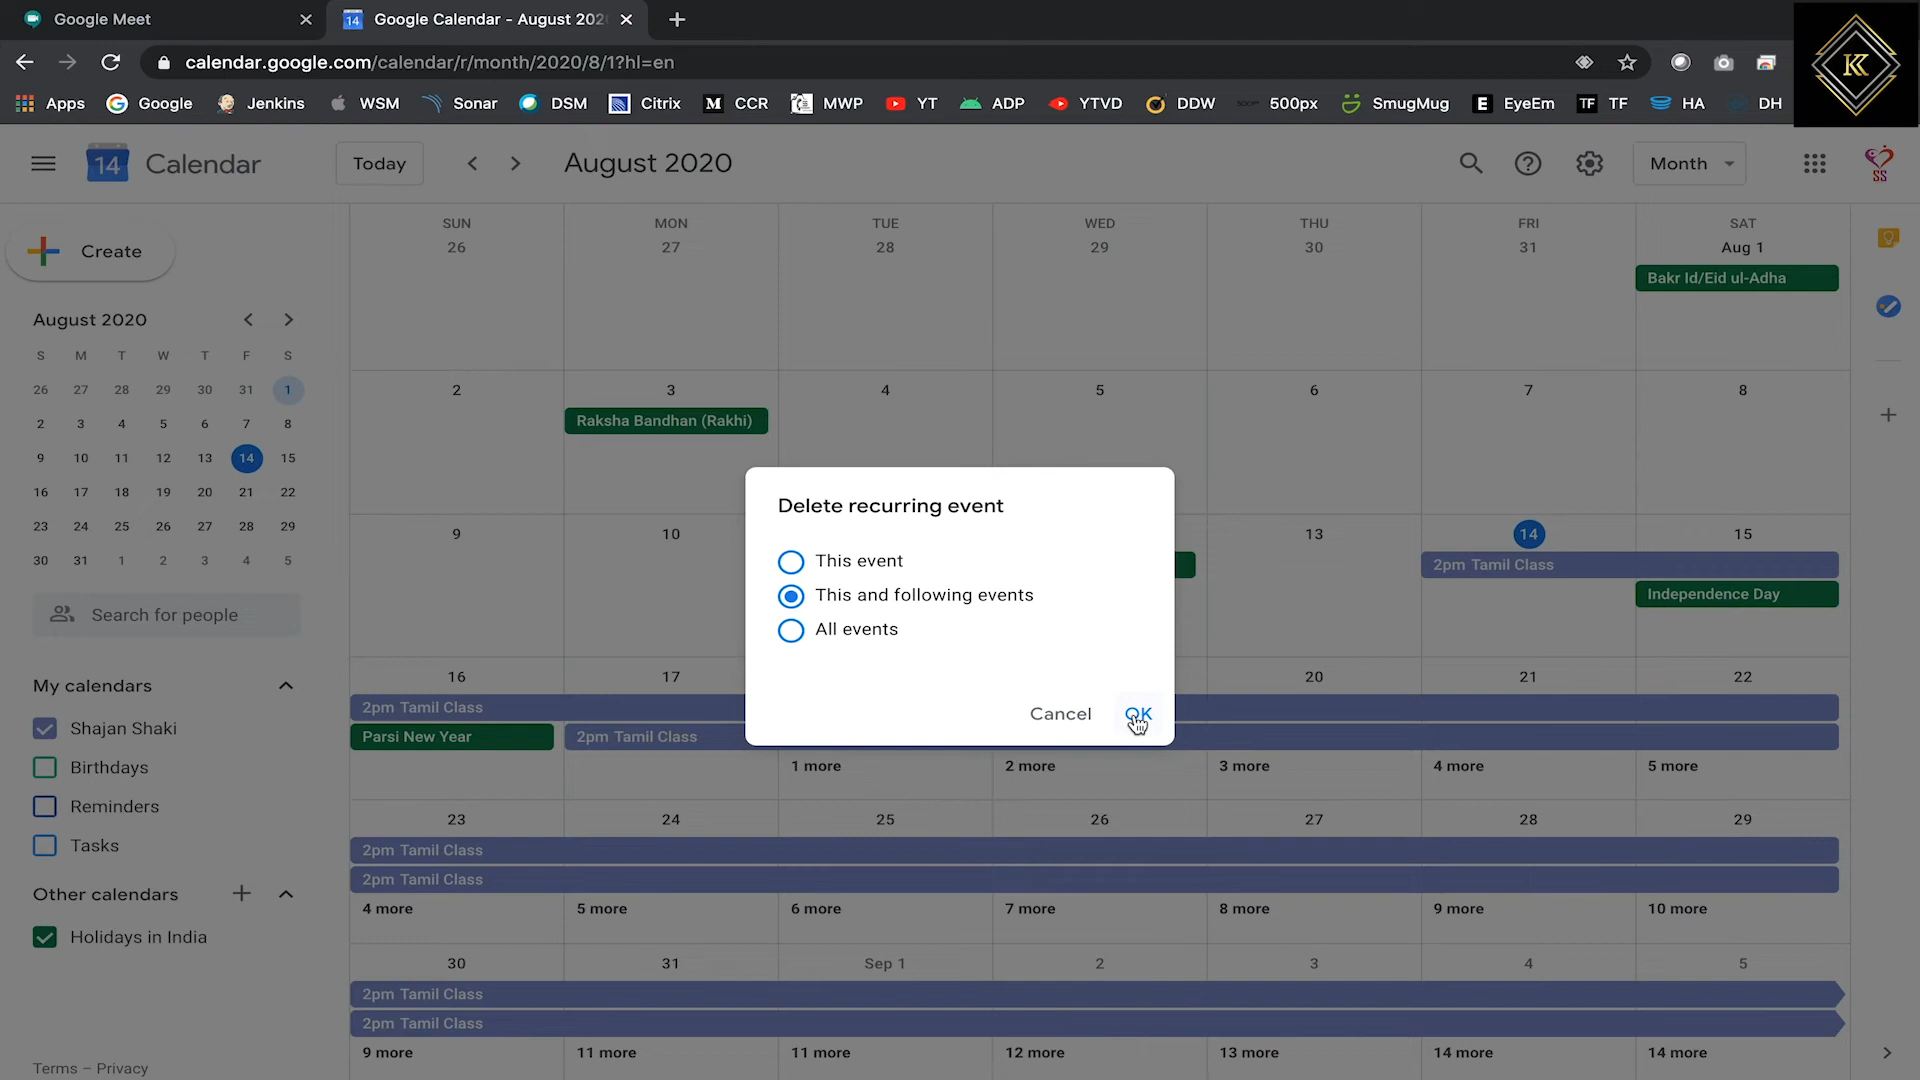 Google Meet
14 Google Calendar - August 202
calendar.google.com/calendar/r/month/2020/8/1?hl=en
Apps Google Jenkins WSM Sonar DSM Citrix M CCR MWP YT ADP YTVD DDW 500px SmugMug E EyeEm TF TF HA DH
14 Calendar Today August 2020 Month SS
Create
August 2020
S M T W T F S
26 27 28 29 30 31 1
2 3 4 5 6 7 8
9 10 11 12 13 14 15
16 17 18 19 20 21 22
23 24 25 26 27 28 29
30 31 1 2 3 4 5
Search for people
My calendars
Shajan Shaki
Birthdays
Reminders
Tasks
Other calendars
Holidays in India
Terms – Privacy
SUN MON TUE WED THU FRI SAT
26 27 28 29 30 31 Aug 1
Bakr Id/Eid ul-Adha
2 3 4 5 6 7 8
Raksha Bandhan (Rakhi)
9 10 13 14 15
2pm Tamil Class
Independence Day
Delete recurring event
This event
This and following events
All events
Cancel OK
16 17 20 21 22
2pm Tamil Class
Parsi New Year 2pm Tamil Class
1 more 2 more 3 more 4 more 5 more
23 24 25 26 27 28 29
2pm Tamil Class
2pm Tamil Class
4 more 5 more 6 more 7 more 8 more 9 more 10 more
30 31 Sep 1 2 3 4 5
2pm Tamil Class
2pm Tamil Class
9 more 11 more 11 more 12 more 13 more 14 more 14 more